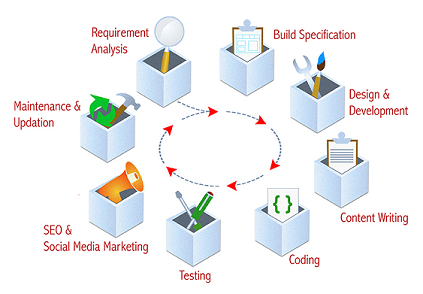 Requirement
Analysis
Build Specification
Design &
Development
Content Writing
Coding
{ }
Testing
SEO &
Social Media Marketing
Maintenance &
Updation